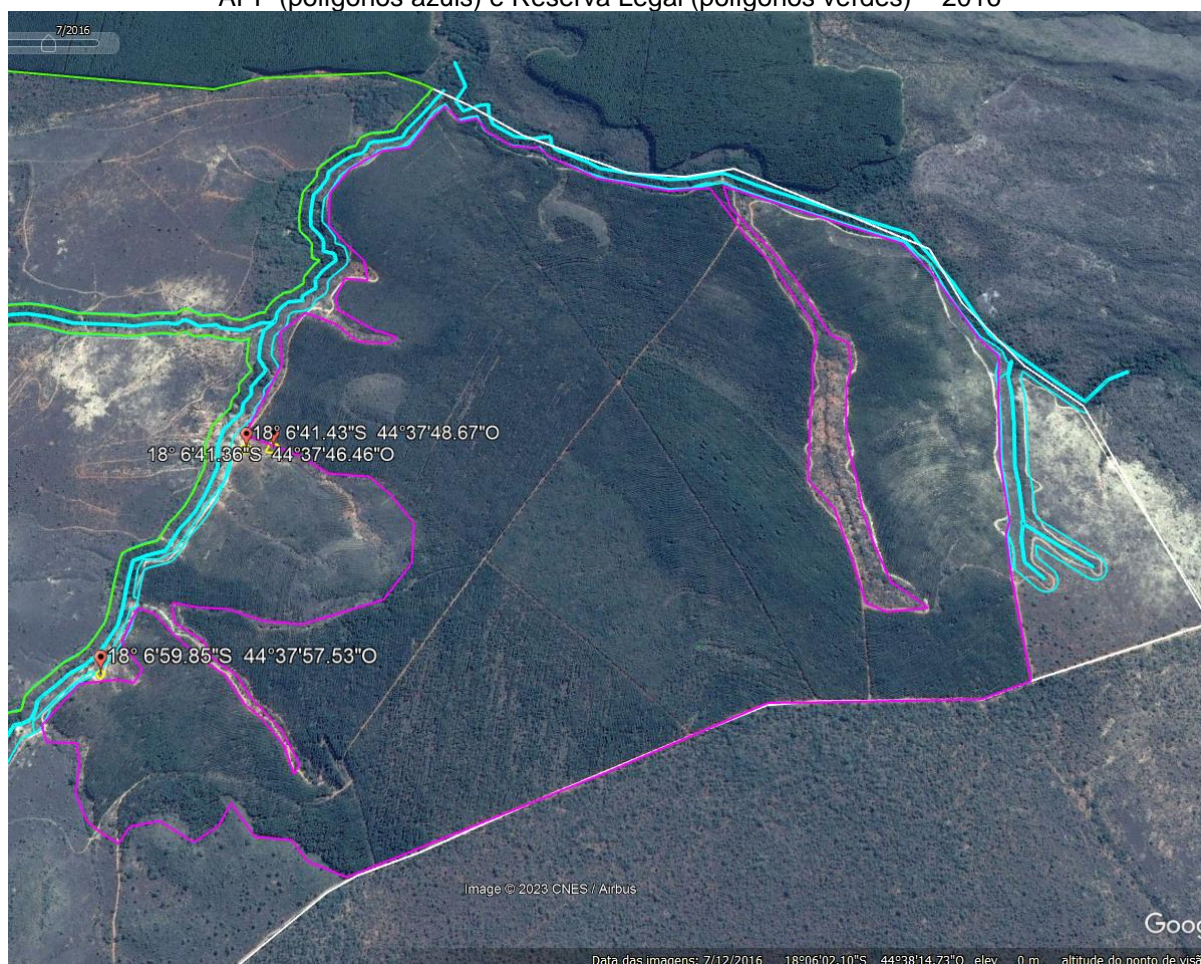 APP (polígonos azuis) e Reserva Legal (polígonos verdes) – 2016
7/2016
18° 6'41.43"S 44°37'48.67"O
18° 6'41.36"S 44°37'46.46"O
18° 6'59.85"S 44°37'57.53"O
Image © 2023 CNES / Airbus
Goog
Data das imagens: 7/12/2016 18°06'02.10"S 44°38'14.73"O elev 0 m altitude do ponto de visã